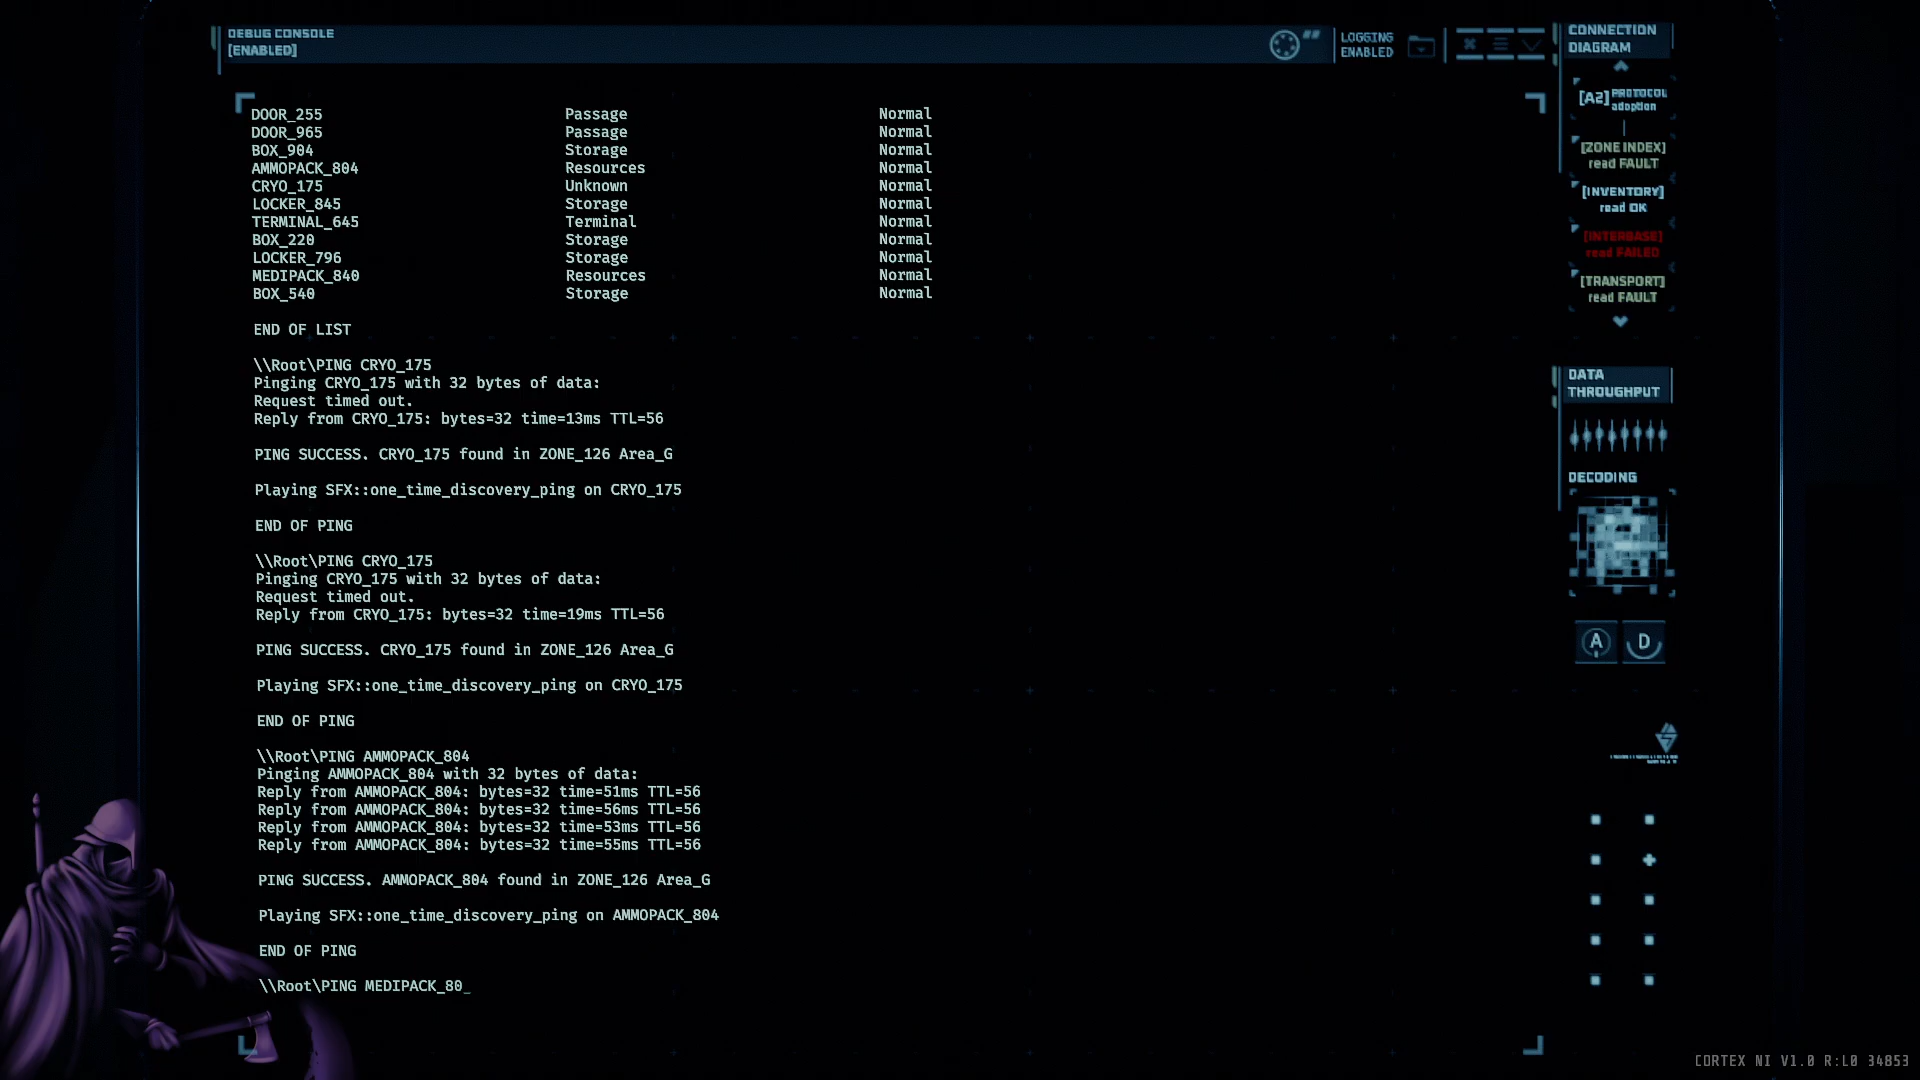 DEBUG CONSOLE
[ENABLED]
LOGGING
ENABLED
DOOR_255 Passage Normal
DOOR_965 Passage Normal
BOX_904 Storage Normal
AMMOPACK_804 Resources Normal
CRYO_175 Unknown Normal
LOCKER_845 Storage Normal
TERMINAL_645 Terminal Normal
BOX_220 Storage Normal
LOCKER_796 Storage Normal
MEDIPACK_840 Resources Normal
BOX_540 Storage Normal
END OF LIST
\\Root\PING CRYO_175
Pinging CRYO_175 with 32 bytes of data:
Request timed out.
Reply from CRYO_175: bytes=32 time=13ms TTL=56
PING SUCCESS. CRYO_175 found in ZONE_126 Area_G
Playing SFX::one_time_discovery_ping on CRYO_175
END OF PING
\\Root\PING CRYO_175
Pinging CRYO_175 with 32 bytes of data:
Request timed out.
Reply from CRYO_175: bytes=32 time=19ms TTL=56
PING SUCCESS. CRYO_175 found in ZONE_126 Area_G
Playing SFX::one_time_discovery_ping on CRYO_175
END OF PING
\\Root\PING AMMOPACK_804
Pinging AMMOPACK_804 with 32 bytes of data:
Reply from AMMOPACK_804: bytes=32 time=51ms TTL=56
Reply from AMMOPACK_804: bytes=32 time=56ms TTL=56
Reply from AMMOPACK_804: bytes=32 time=53ms TTL=56
Reply from AMMOPACK_804: bytes=32 time=55ms TTL=56
PING SUCCESS. AMMOPACK_804 found in ZONE_126 Area_G
Playing SFX::one_time_discovery_ping on AMMOPACK_804
END OF PING
\\Root\PING MEDIPACK_80_
CONNECTION
DIAGRAM
[A2] PROTOCOL
adoption
[ZONE INDEX]
read FAULT
[INVENTORY]
read OK
[INTERBASE]
read FAILED
[TRANSPORT]
read FAULT
DATA
THROUGHPUT
DECODING
A D
CORTEX NI V1.0 R:L0 34853